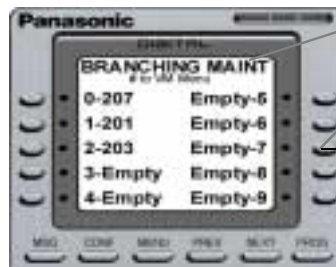 Panasonic
DIGITAL
BRANCHING MAINT
# to VM Menu
0-207 Empty-5
1-201 Empty-6
2-203 Empty-7
3-Empty Empty-8
4-Empty Empty-9
MSG CONF MENU PREV NEXT PROG